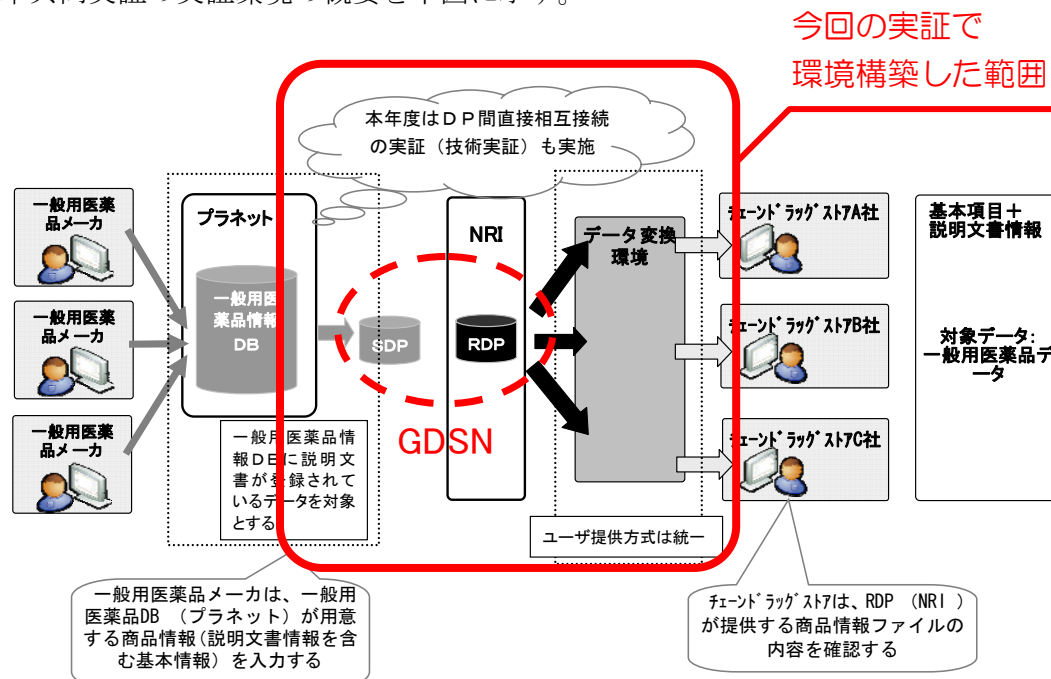 今回の実証で
環境構築した範囲
本年度はDP間直接相互接続
の実証（技術実証）も実施
一般用医薬
品メーカ
一般用医薬
品メーカ
一般用医薬
品メーカ
プラネット
一般用医
薬品情報
DB
SDP
NRI
RDP
GDSN
データ変換
環境
チェーンドラッグストアA社
チェーンドラッグストアB社
チェーンドラッグストアC社
基本項目＋
説明文書情報
対象データ:
一般用医薬品デ
ータ
一般用医薬品情
報DBに説明文
書が登録されて
いるデータを対象
とする
ユーザ提供方式は統一
一般用医薬品メーカは、一般用
医薬品DB （プラネット）が用意
する商品情報（説明文書情報を含
む基本情報）を入力する
チェーンドラッグストアは、RDP （NRI ）
が提供する商品情報ファイルの
内容を確認する